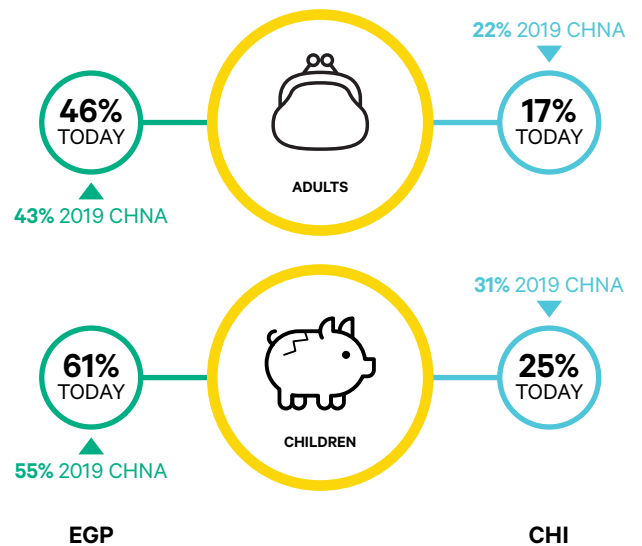 22% 2019 CHNA
46%
TODAY
17%
TODAY
ADULTS
43% 2019 CHNA
31% 2019 CHNA
61%
TODAY
25%
TODAY
CHILDREN
55% 2019 CHNA
EGP
CHI